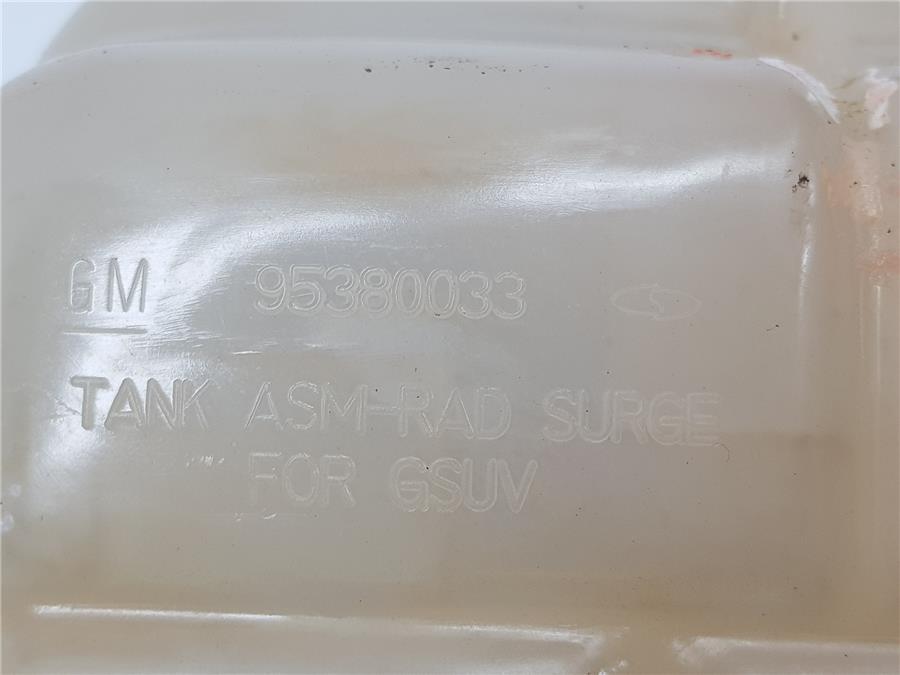 GM 95380033
TANK ASM-RAD SURGE
FOR GSUV